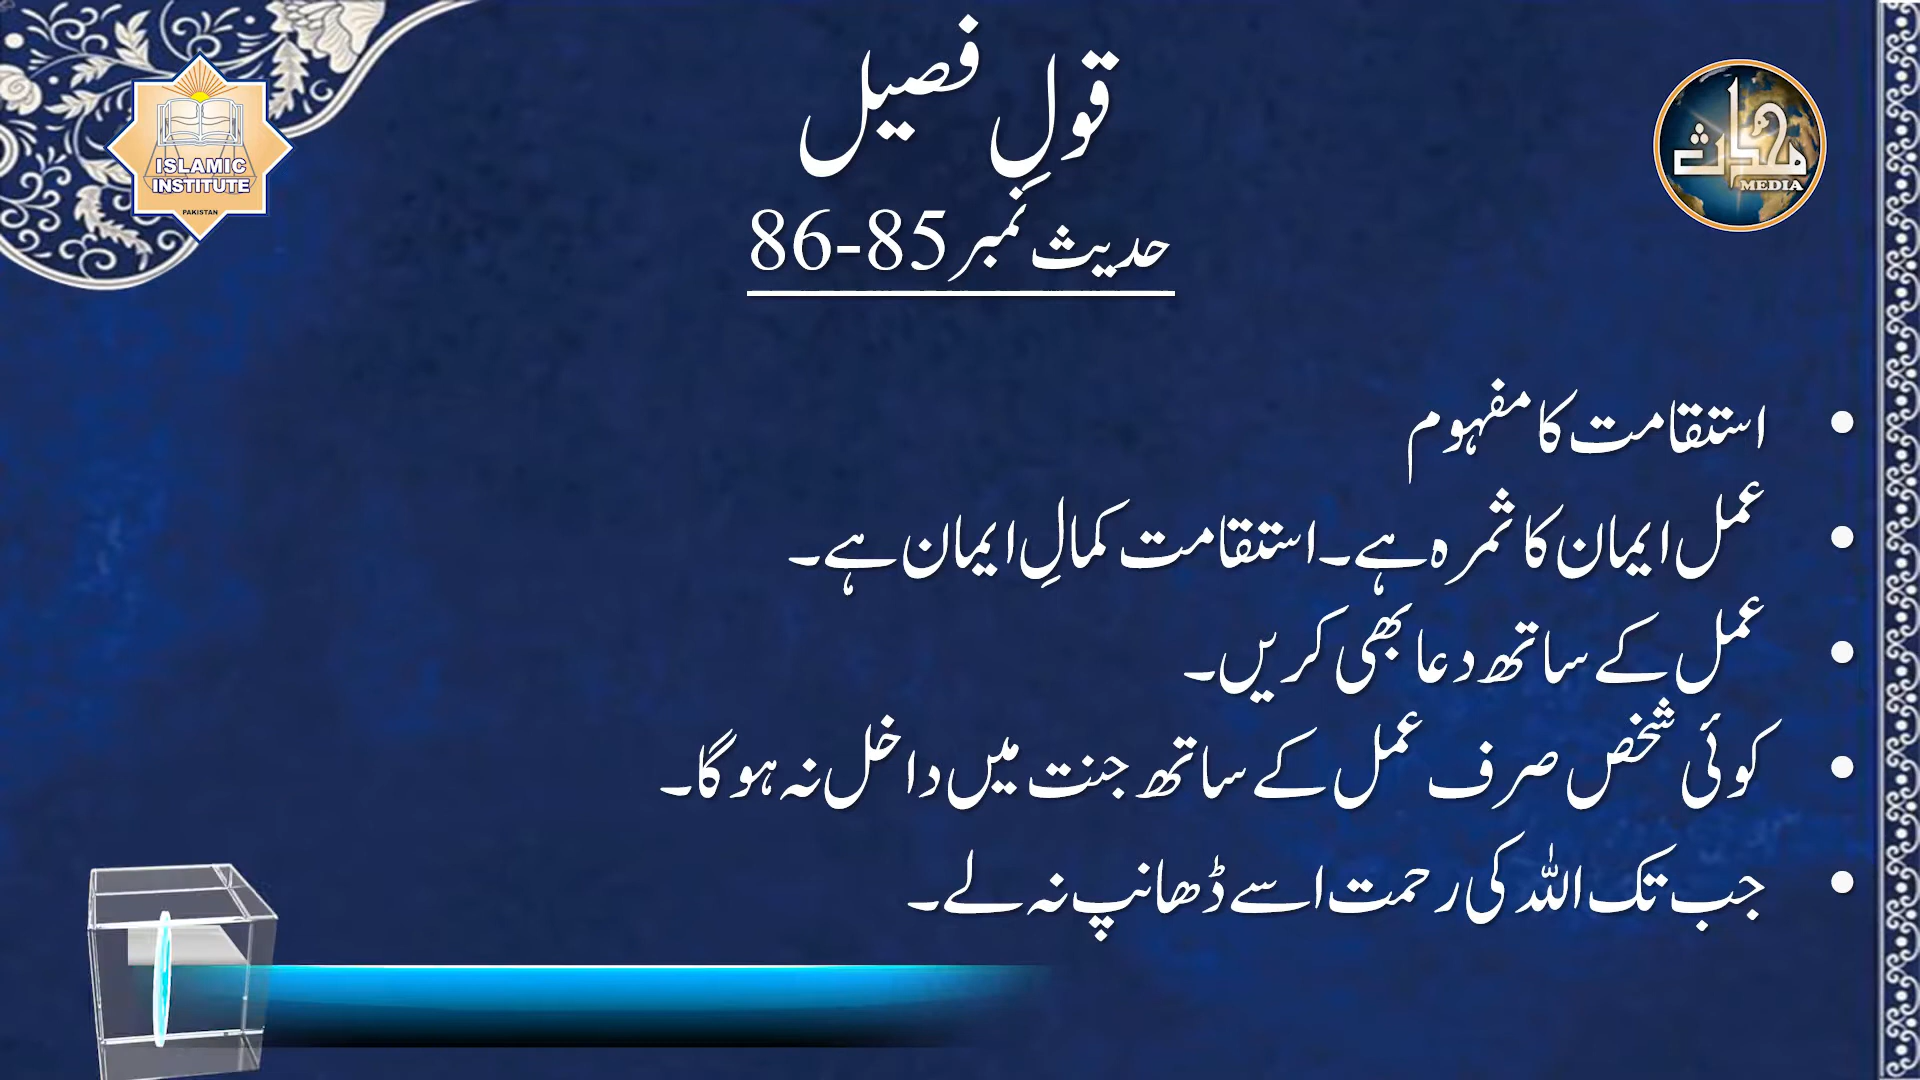 قولِ فصیل
حدیث نمبر 85-86
ISLAMIC
INSTITUTE
PAKISTAN
محدث
MEDIA
• استقامت کا مفہوم
• عمل ایمان کا ثمرہ ہے۔ استقامت کمالِ ایمان ہے۔
• عمل کے ساتھ دعا بھی کریں۔
• کوئی شخص صرف عمل کے ساتھ جنت میں داخل نہ ہو گا۔
• جب تک اللہ کی رحمت اسے ڈھانپ نہ لے۔